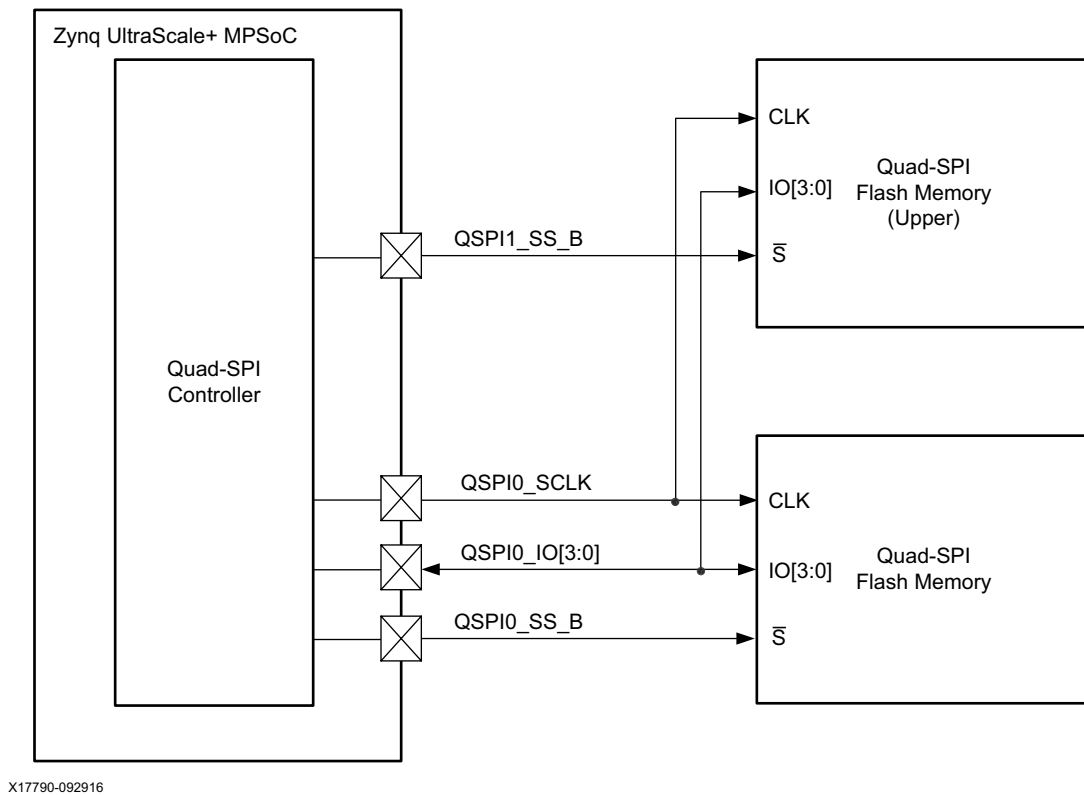 Zynq UltraScale+ MPSoC
CLK
Quad-SPI
Flash Memory
(Upper)
IO[3:0]
QSPI1_SS_B
S̅
Quad-SPI
Controller
QSPI0_SCLK
CLK
QSPI0_IO[3:0]
Quad-SPI
Flash Memory
IO[3:0]
QSPI0_SS_B
S̅
X17790-092916